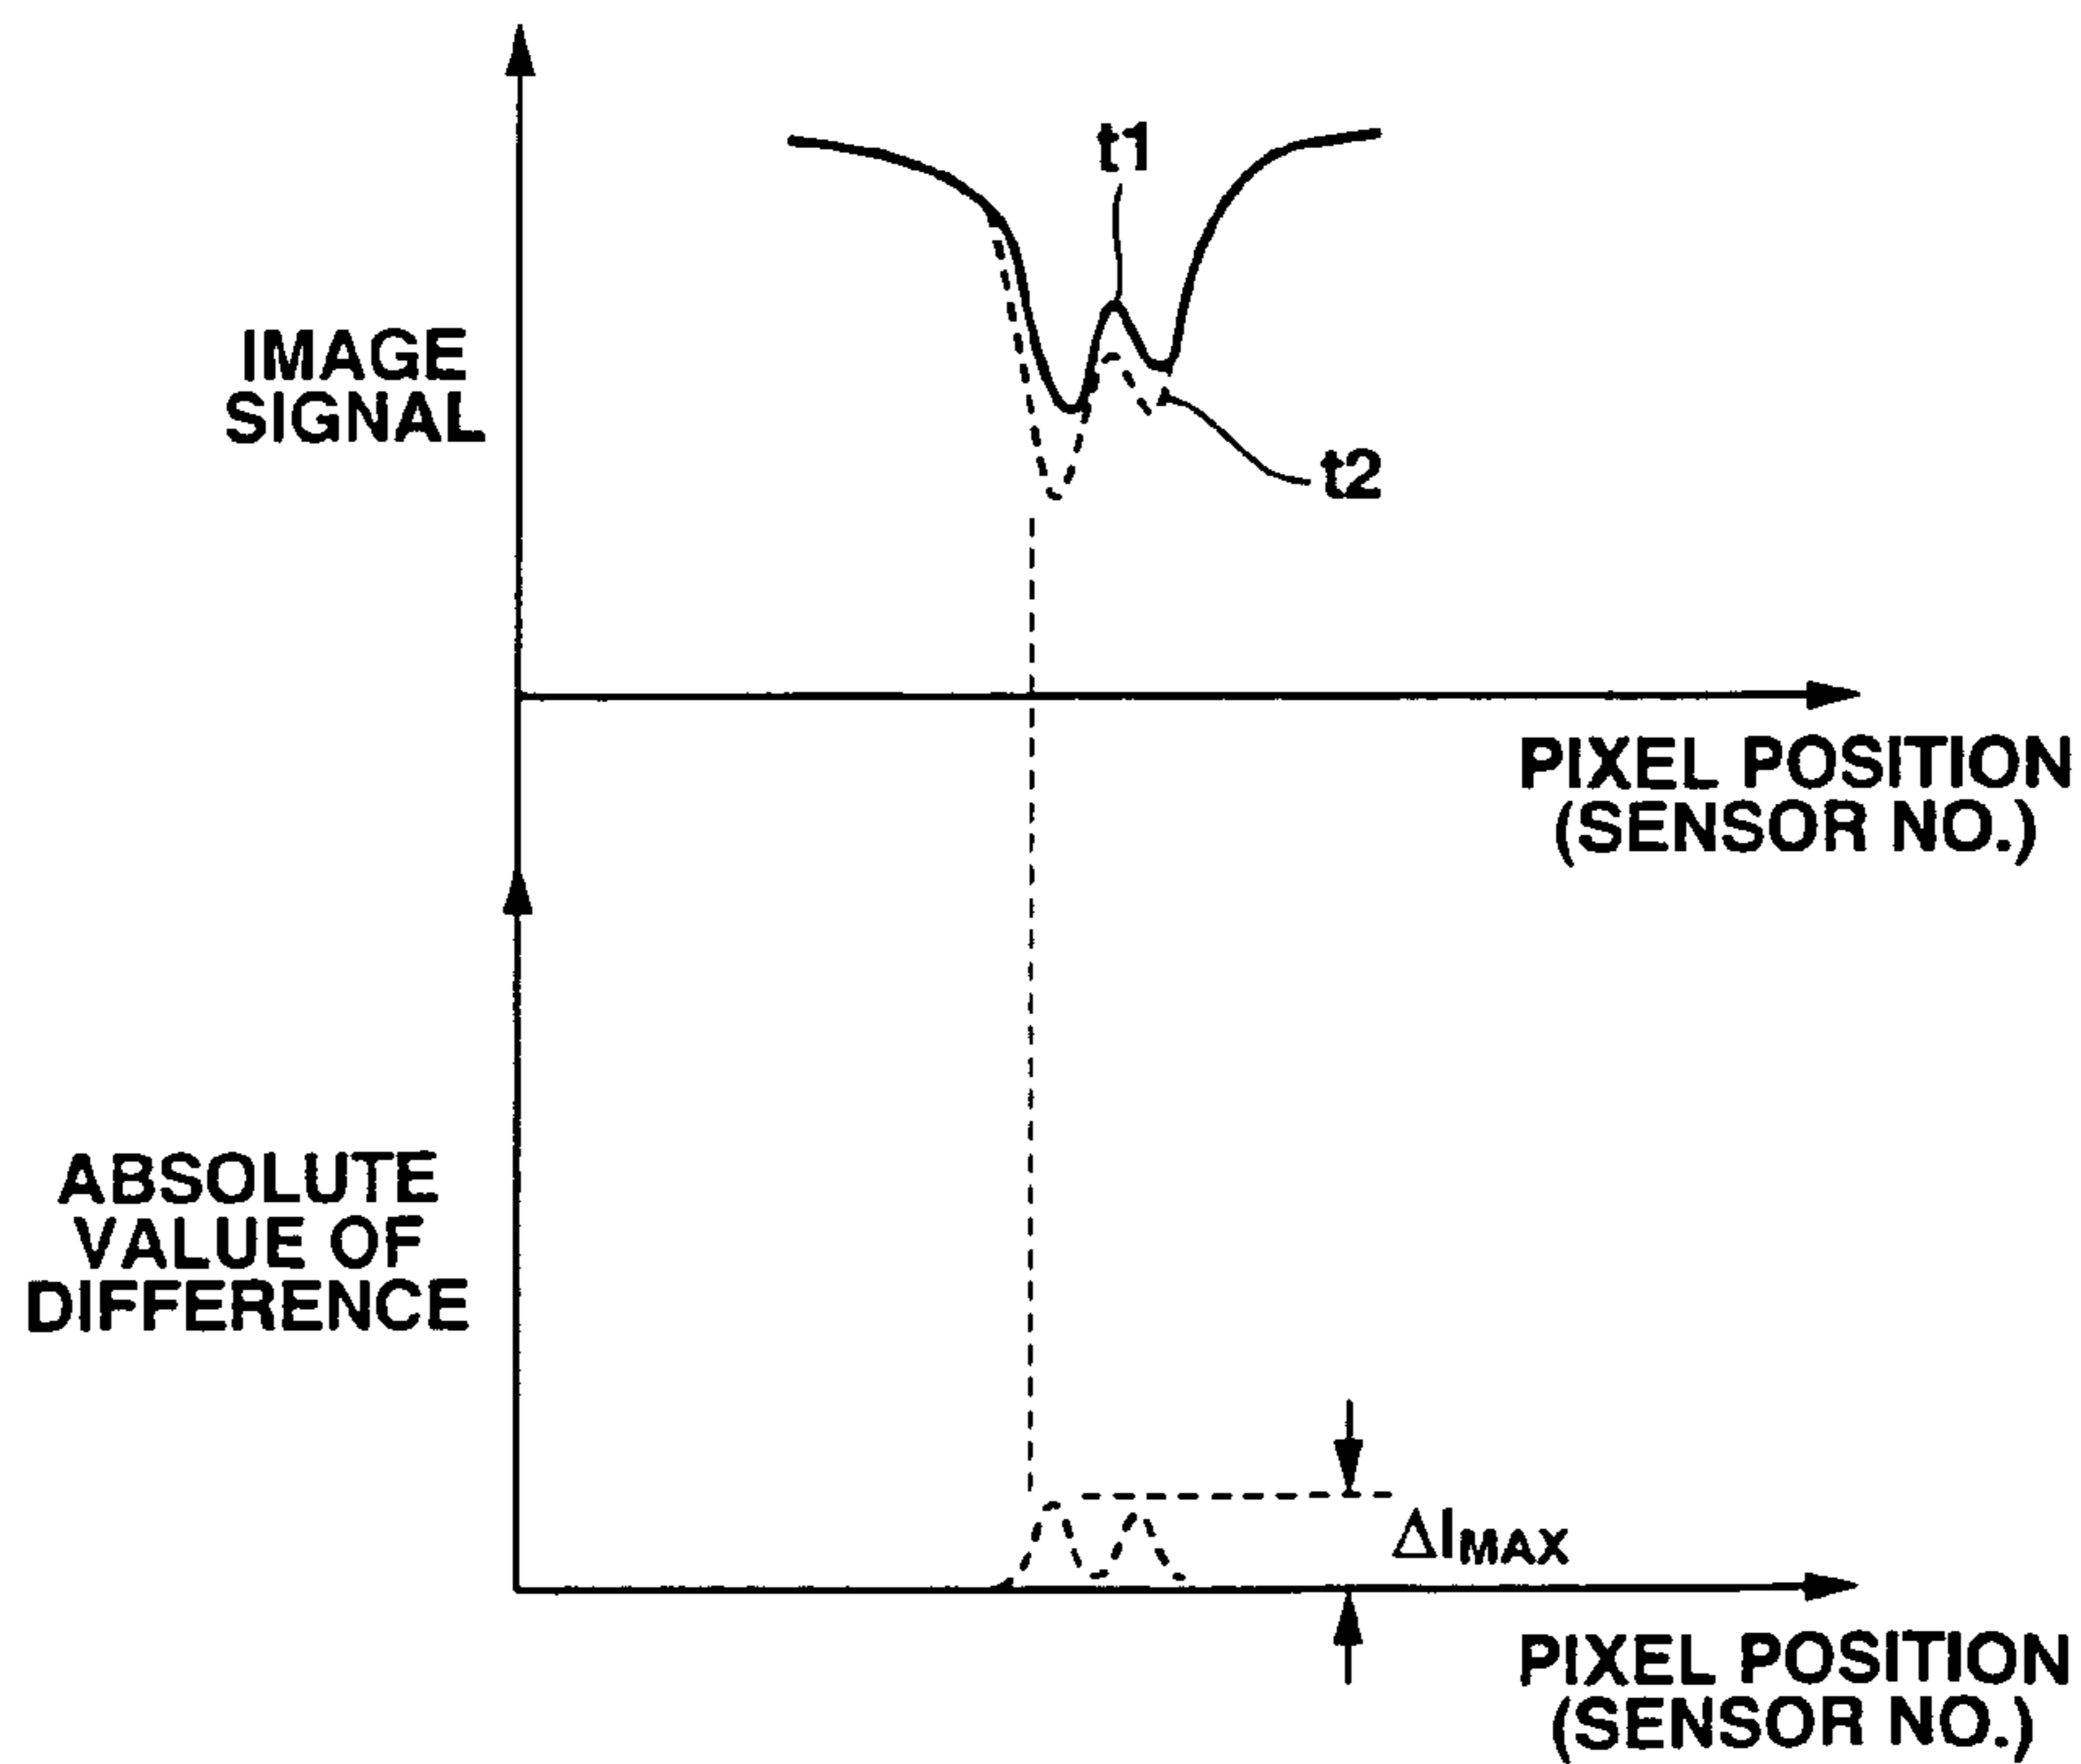 t1
IMAGE
SIGNAL
t2
PIXEL POSITION
(SENSOR NO.)
ABSOLUTE
VALUE OF
DIFFERENCE
ΔIMAX
PIXEL POSITION
(SENSOR NO.)